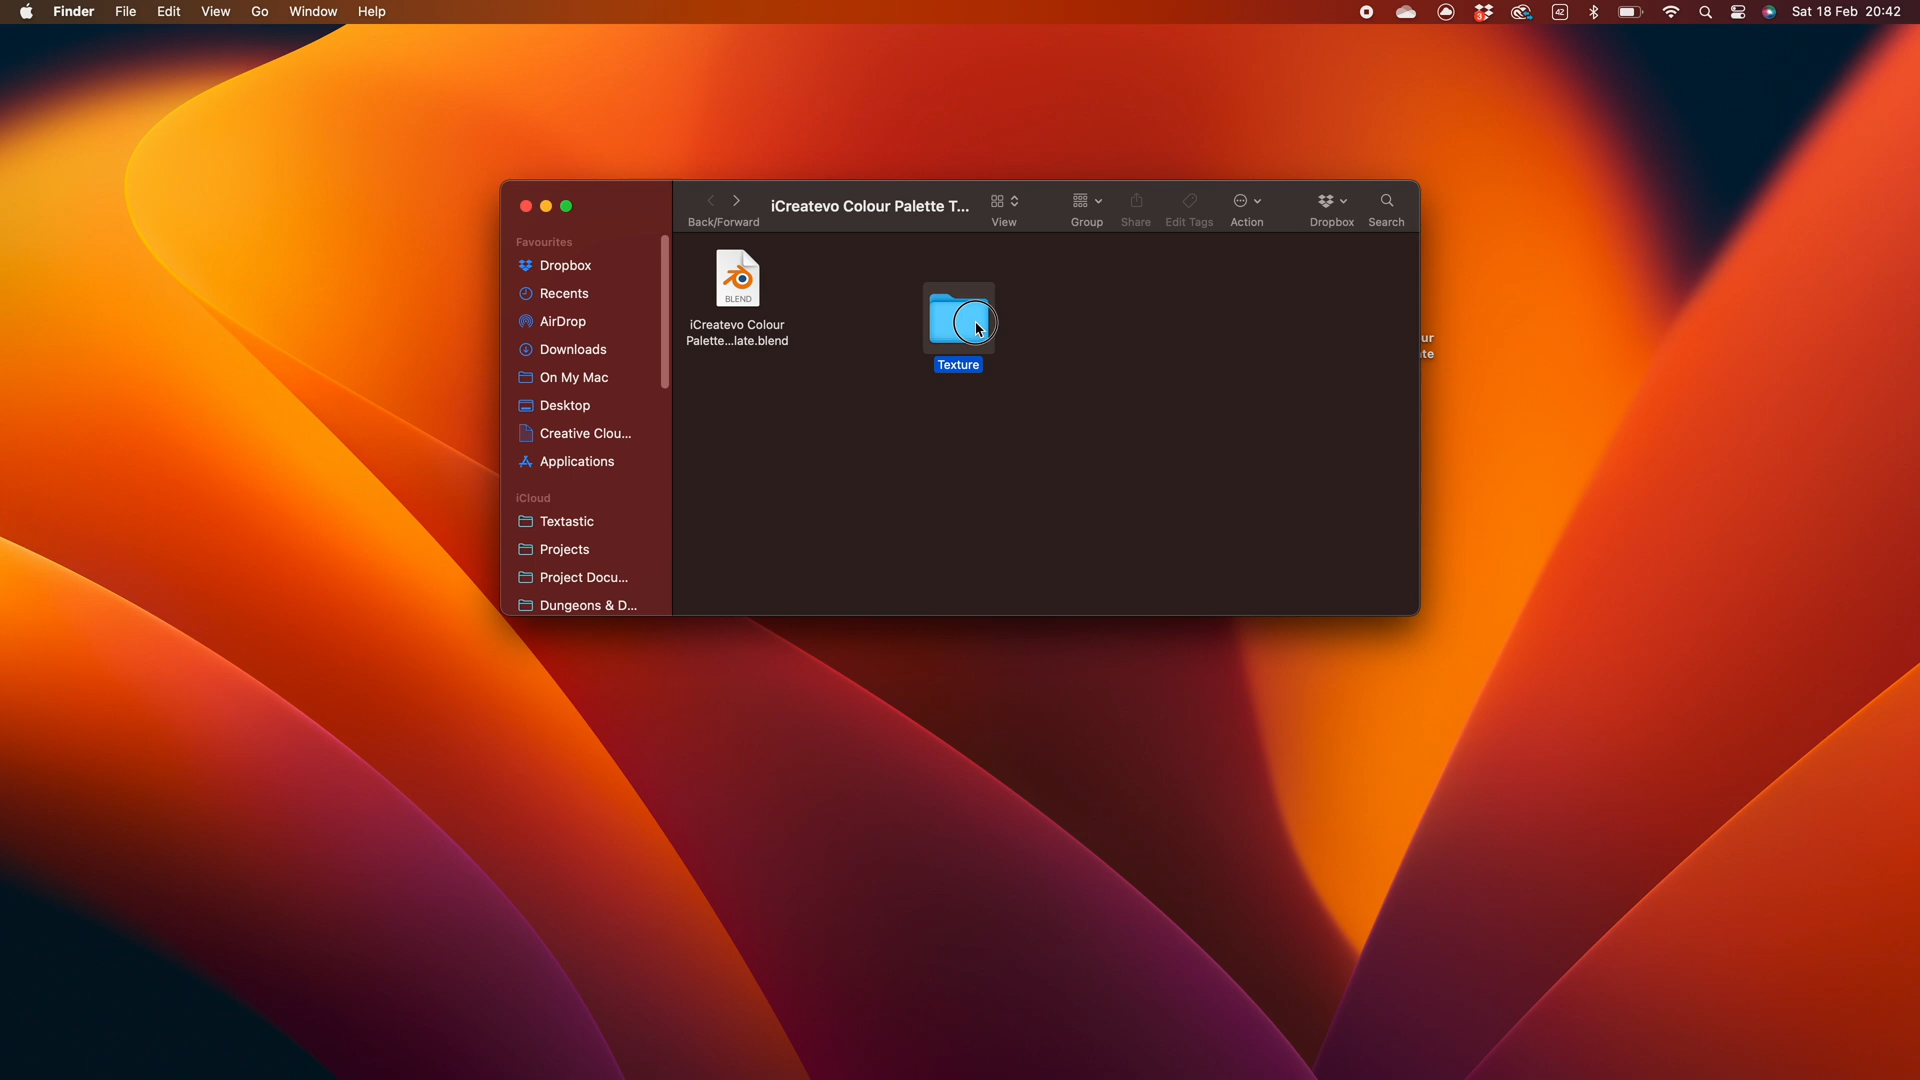 Finder File Edit View Go Window Help
3 42 Sat 18 Feb 20:42
iCreatevo Colour Palette T...
Back/Forward View Group Share Edit Tags Action Dropbox Search
Favourites
Dropbox
Recents
AirDrop
Downloads
On My Mac
Desktop
Creative Clou...
Applications
iCloud
Textastic
Projects
Project Docu...
Dungeons & D...
BLEND
iCreatevo Colour
Palette...late.blend
Texture
ur
te